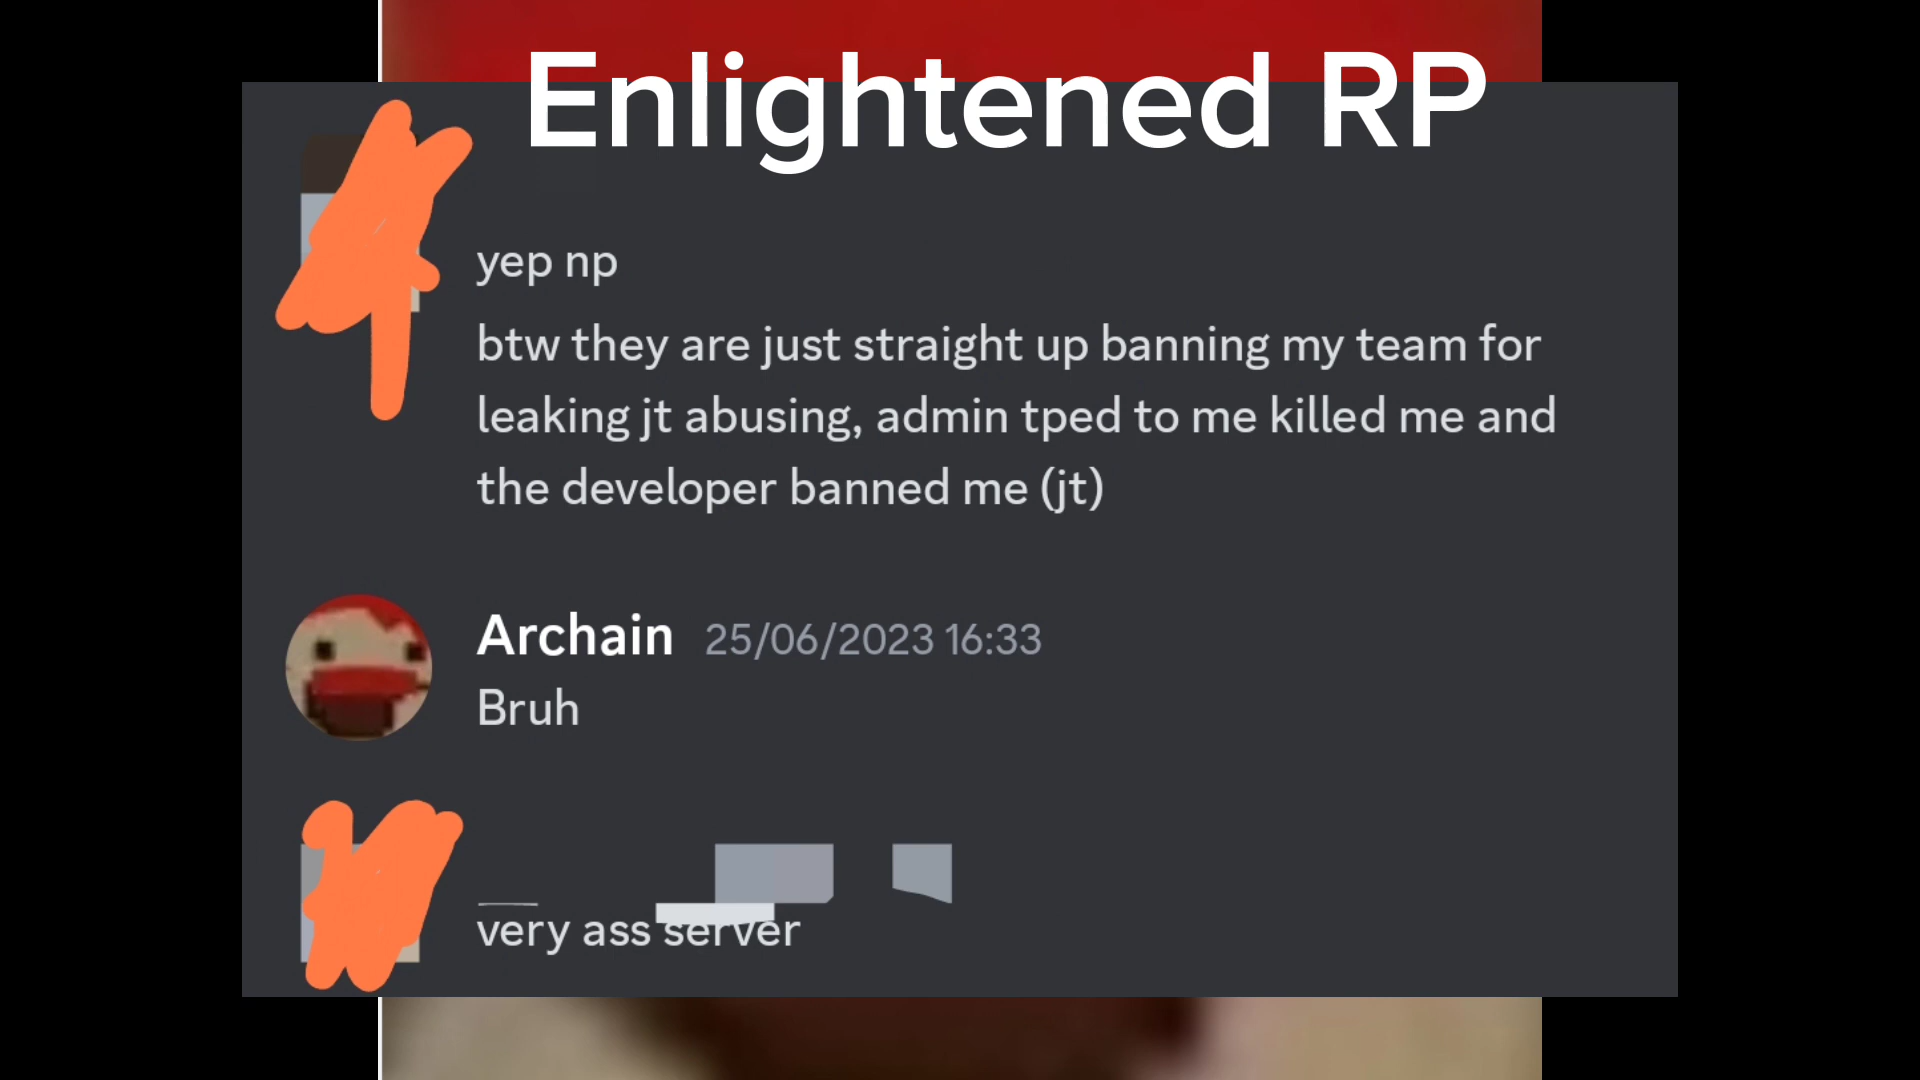 Enlightened RP
yep np
btw they are just straight up banning my team for
leaking jt abusing, admin tped to me killed me and
the developer banned me (jt)
Archain 25/06/2023 16:33
Bruh
very ass server